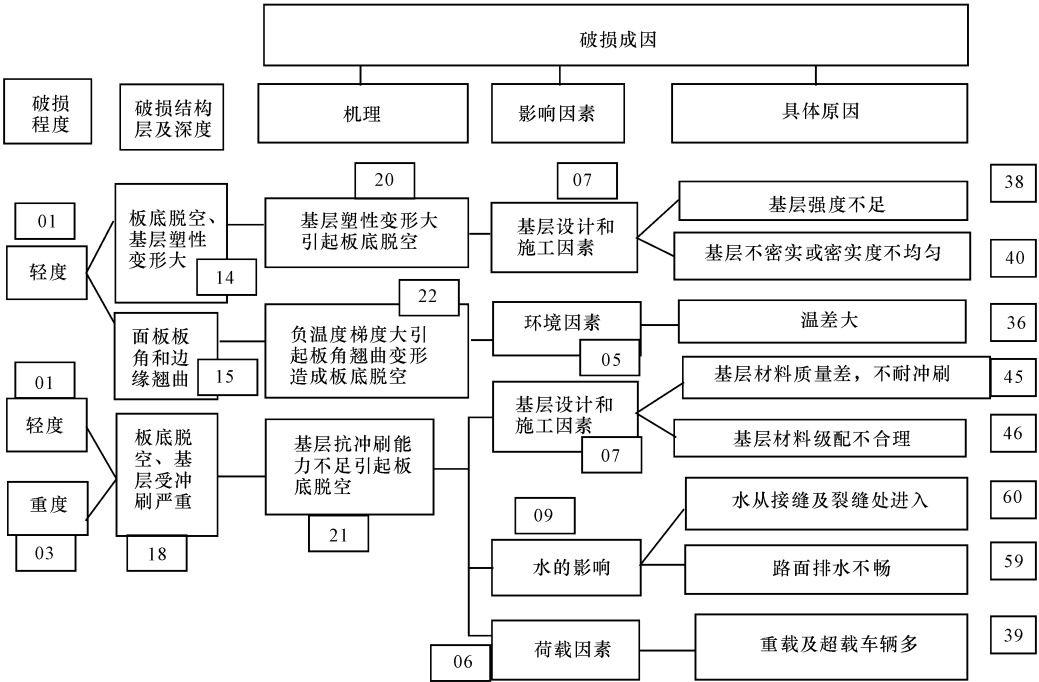 破损成因
破损
程度
破损结构
层及深度
机理
影响因素
具体原因
01
轻度
板底脱空、
基层塑性
变形大
14
20
基层塑性变形大
引起板底脱空
07
基层设计和
施工因素
基层强度不足
38
基层不密实或密实度不均匀
40
面板板
角和边
缘翘曲
15
22
负温度梯度大引
起板角翘曲变形
造成板底脱空
环境因素
05
温差大
36
01
轻度
重度
03
板底脱
空、基
层受冲
刷严重
18
基层抗冲刷能
力不足引起板
底脱空
21
基层设计和
施工因素
07
基层材料质量差，不耐冲刷
45
基层材料级配不合理
46
09
水的影响
水从接缝及裂缝处进入
60
路面排水不畅
59
06
荷载因素
重载及超载车辆多
39